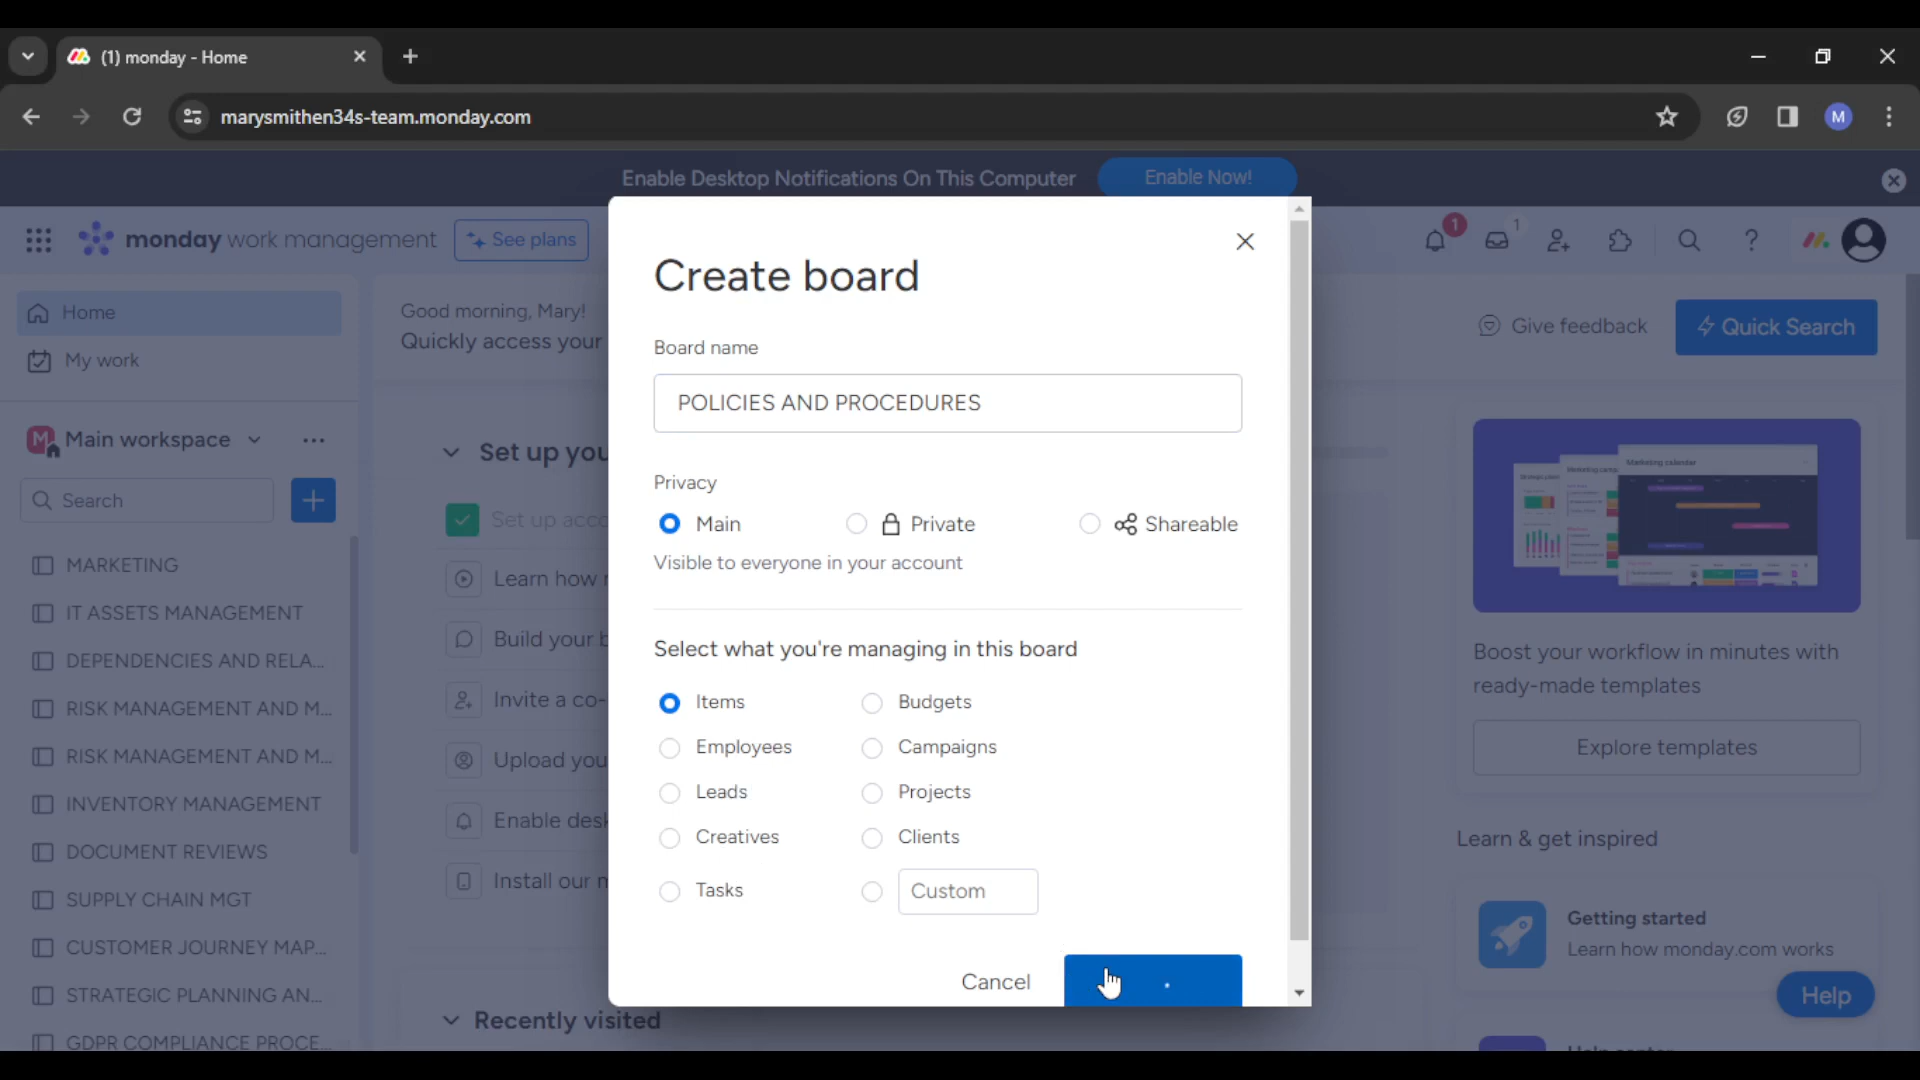 (1) monday - Home
marysmithen34s-team.monday.com
M
Enable Desktop Notifications On This Computer
Enable Now!
monday work management
See plans
1
1
Home
My work
Good morning, Mary!
Quickly access your
Give feedback
Quick Search
M
Main workspace
Search
MARKETING
IT ASSETS MANAGEMENT
DEPENDENCIES AND RELA...
RISK MANAGEMENT AND M...
RISK MANAGEMENT AND M...
INVENTORY MANAGEMENT
DOCUMENT REVIEWS
SUPPLY CHAIN MGT
CUSTOMER JOURNEY MAP...
STRATEGIC PLANNING AN...
GDPR COMPLIANCE PROCE...
Set up you
Set up acco
Learn how
Build your b
Invite a co-
Upload you
Enable desk
Install our
Recently visited
Create board
Board name
POLICIES AND PROCEDURES
Privacy
Main
Private
Shareable
Visible to everyone in your account
Select what you're managing in this board
Items
Budgets
Employees
Campaigns
Leads
Projects
Creatives
Clients
Tasks
Custom
Cancel
Marketing calendar
Boost your workflow in minutes with
ready-made templates
Explore templates
Learn & get inspired
Getting started
Learn how monday.com works
Help